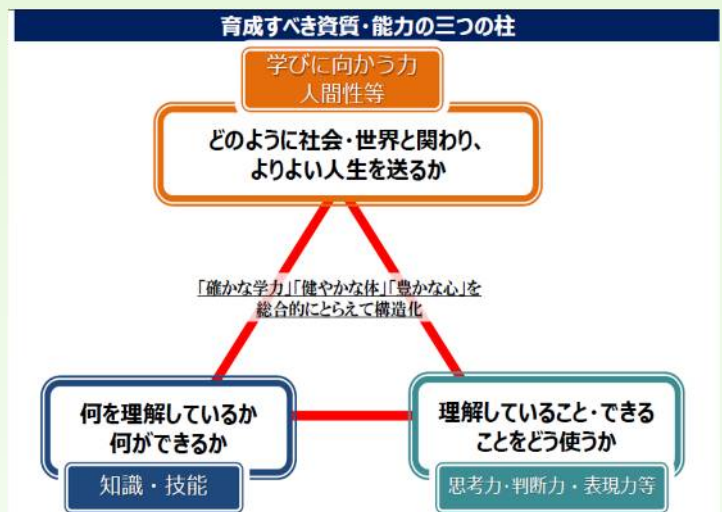 育成すべき資質・能力の三つの柱
学びに向かう力
人間性等
どのように社会・世界と関わり、
よりよい人生を送るか
「確かな学力」「健やかな体」「豊かな心」を
総合的にとらえて構造化
何を理解しているか
何ができるか
知識・技能
理解していること・できる
ことをどう使うか
思考力・判断力・表現力等